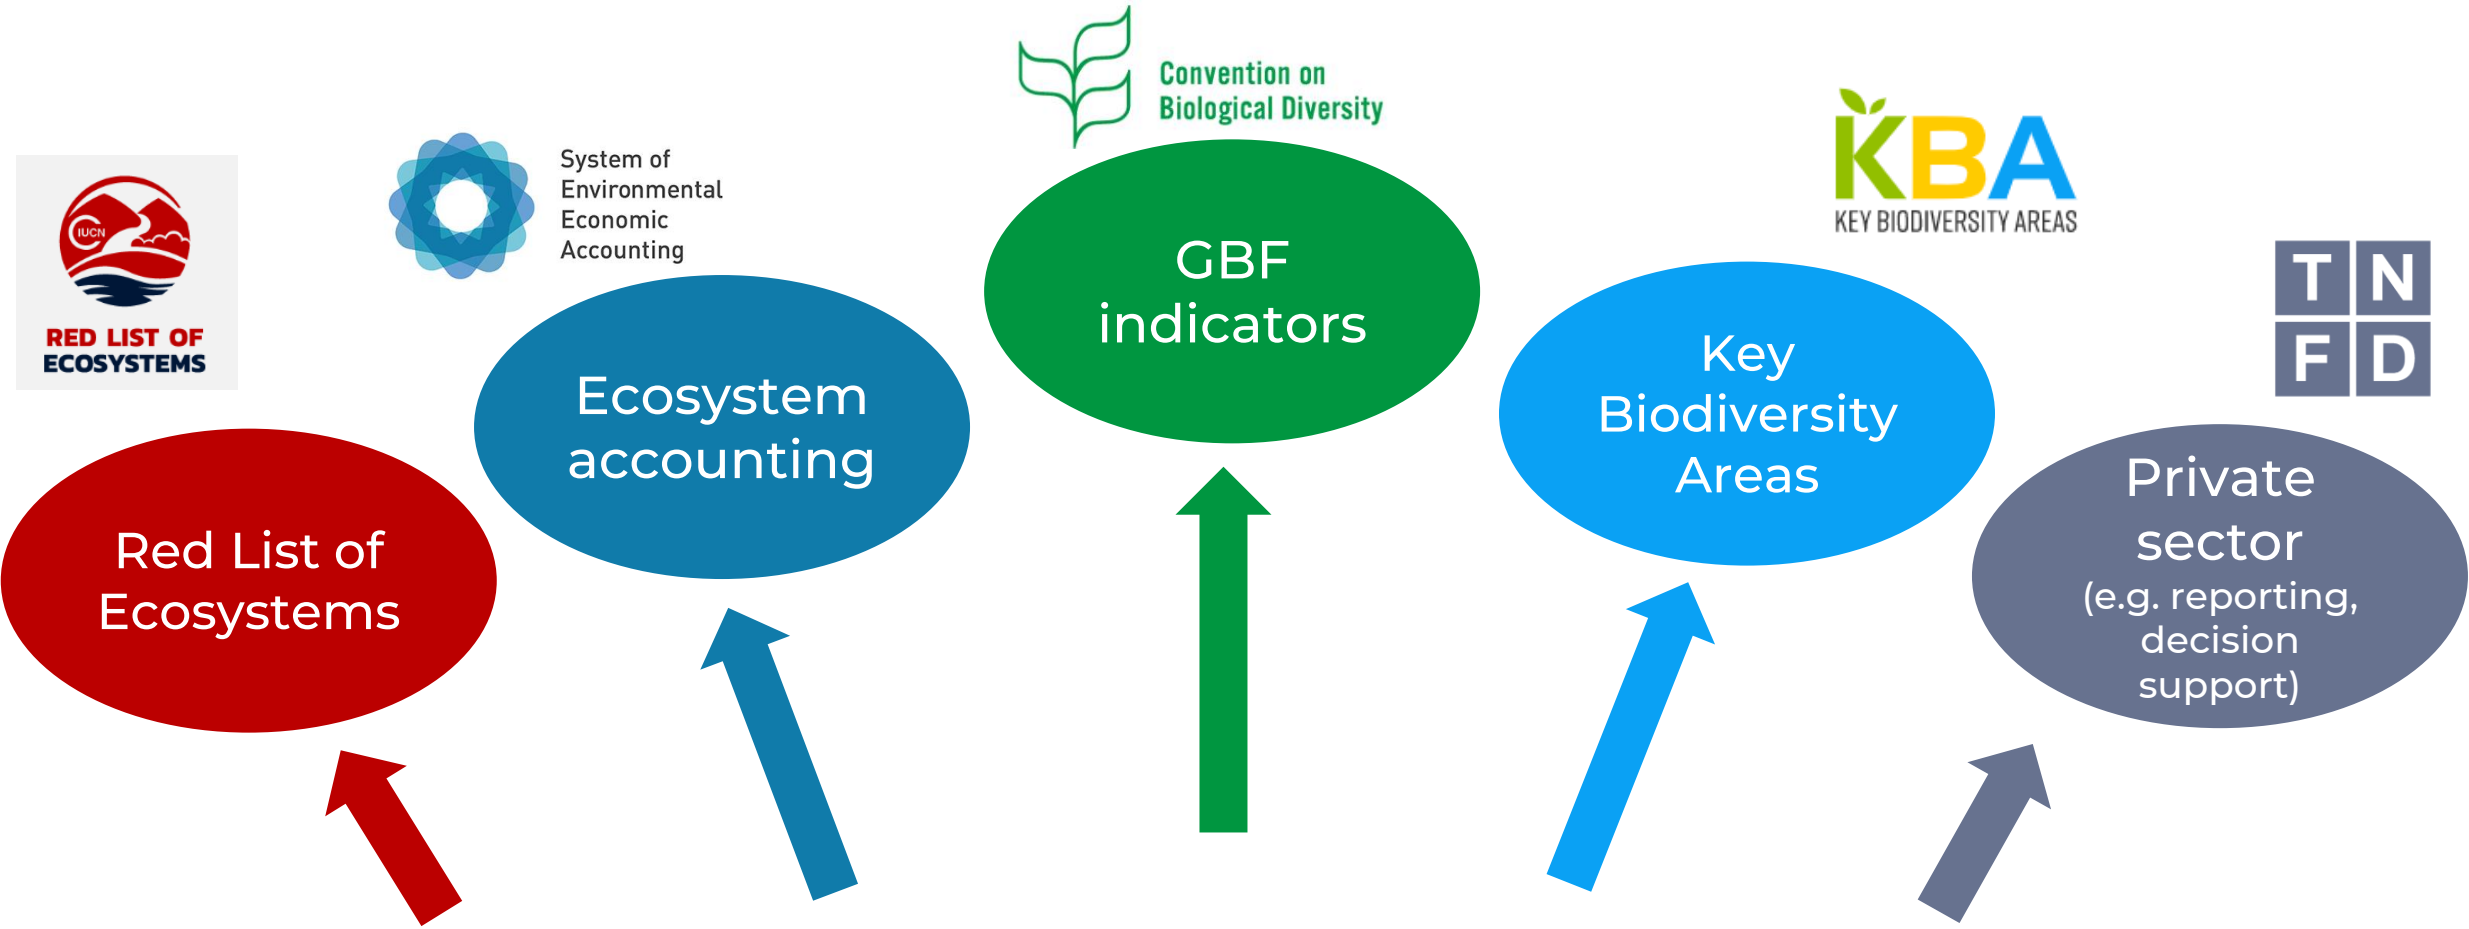 IUCN
RED LIST OF
ECOSYSTEMS
Red List of
Ecosystems
System of
Environmental
Economic
Accounting
Ecosystem
accounting
Convention on
Biological Diversity
GBF
indicators
KBA
KEY BIODIVERSITY AREAS
Key
Biodiversity
Areas
T N
F D
Private
sector
(e.g. reporting,
decision
support)